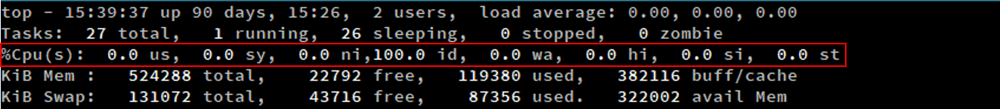 top - 15:39:37 up 90 days, 15:26,  2 users,  load average: 0.00, 0.00, 0.00
Tasks:  27 total,   1 running,  26 sleeping,   0 stopped,   0 zombie
%Cpu(s):  0.0 us,  0.0 sy,  0.0 ni,100.0 id,  0.0 wa,  0.0 hi,  0.0 si,  0.0 st
KiB Mem :   524288 total,    22792 free,   119380 used,   382116 buff/cache
KiB Swap:   131072 total,    43716 free,    87356 used.   322002 avail Mem